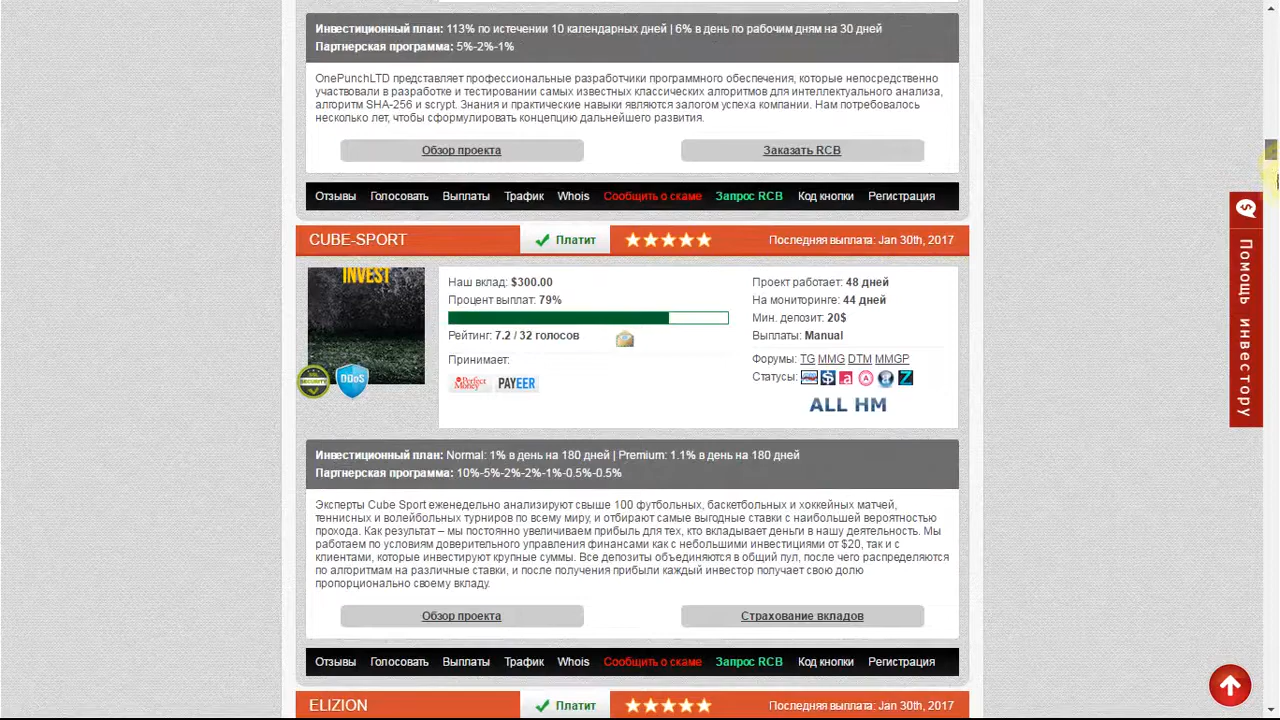 Инвестиционный план: 113% по истечении 10 календарных дней | 6% в день по рабочим дням на 30 дней
Партнерская программа: 5%-2%-1%
OnePunchLTD представляет профессиональные разработчики программного обеспечения, которые непосредственно
участвовали в разработке и тестировании самых известных классических алгоритмов для интеллектуального анализа,
алгоритм SHA-256 и scrypt. Знания и практические навыки являются залогом успеха компании. Нам потребовалось
несколько лет, чтобы сформулировать концепцию дальнейшего развития.
Обзор проекта Заказать RCB
Отзывы Голосовать Выплаты Трафик Whois Сообщить о скаме Запрос RCB Код кнопки Регистрация
CUBE-SPORT Платит Последняя выплата: Jan 30th, 2017
INVEST
Наш вклад: $300.00
Процент выплат: 79%
Рейтинг: 7.2 / 32 голосов
Принимает:
Perfect Money PAYEER
SECURITY DDoS
Проект работает: 48 дней
На мониторинге: 44 дней
Мин. депозит: 20$
Выплаты: Manual
Форумы: TG MMG DTM MMGP
Статусы:
ALL HM
Инвестиционный план: Normal: 1% в день на 180 дней | Premium: 1.1% в день на 180 дней
Партнерская программа: 10%-5%-2%-2%-1%-0.5%-0.5%
Эксперты Cube Sport еженедельно анализируют свыше 100 футбольных, баскетбольных и хоккейных матчей,
теннисных и волейбольных турниров по всему миру, и отбирают самые выгодные ставки с наибольшей вероятностью
прохода. Как результат – мы постоянно увеличиваем прибыль для тех, кто вкладывает деньги в нашу деятельность. Мы
работаем по условиям доверительного управления финансами как с небольшими инвестициями от $20, так и с
клиентами, которые инвестируют крупные суммы. Все депозиты объединяются в общий пул, после чего распределяются
по алгоритмам на различные ставки, и после получения прибыли каждый инвестор получает свою долю
пропорционально своему вкладу.
Обзор проекта Страхование вкладов
Отзывы Голосовать Выплаты Трафик Whois Сообщить о скаме Запрос RCB Код кнопки Регистрация
ELIZION Платит Последняя выплата: Jan 30th, 2017
Помощь инвестору